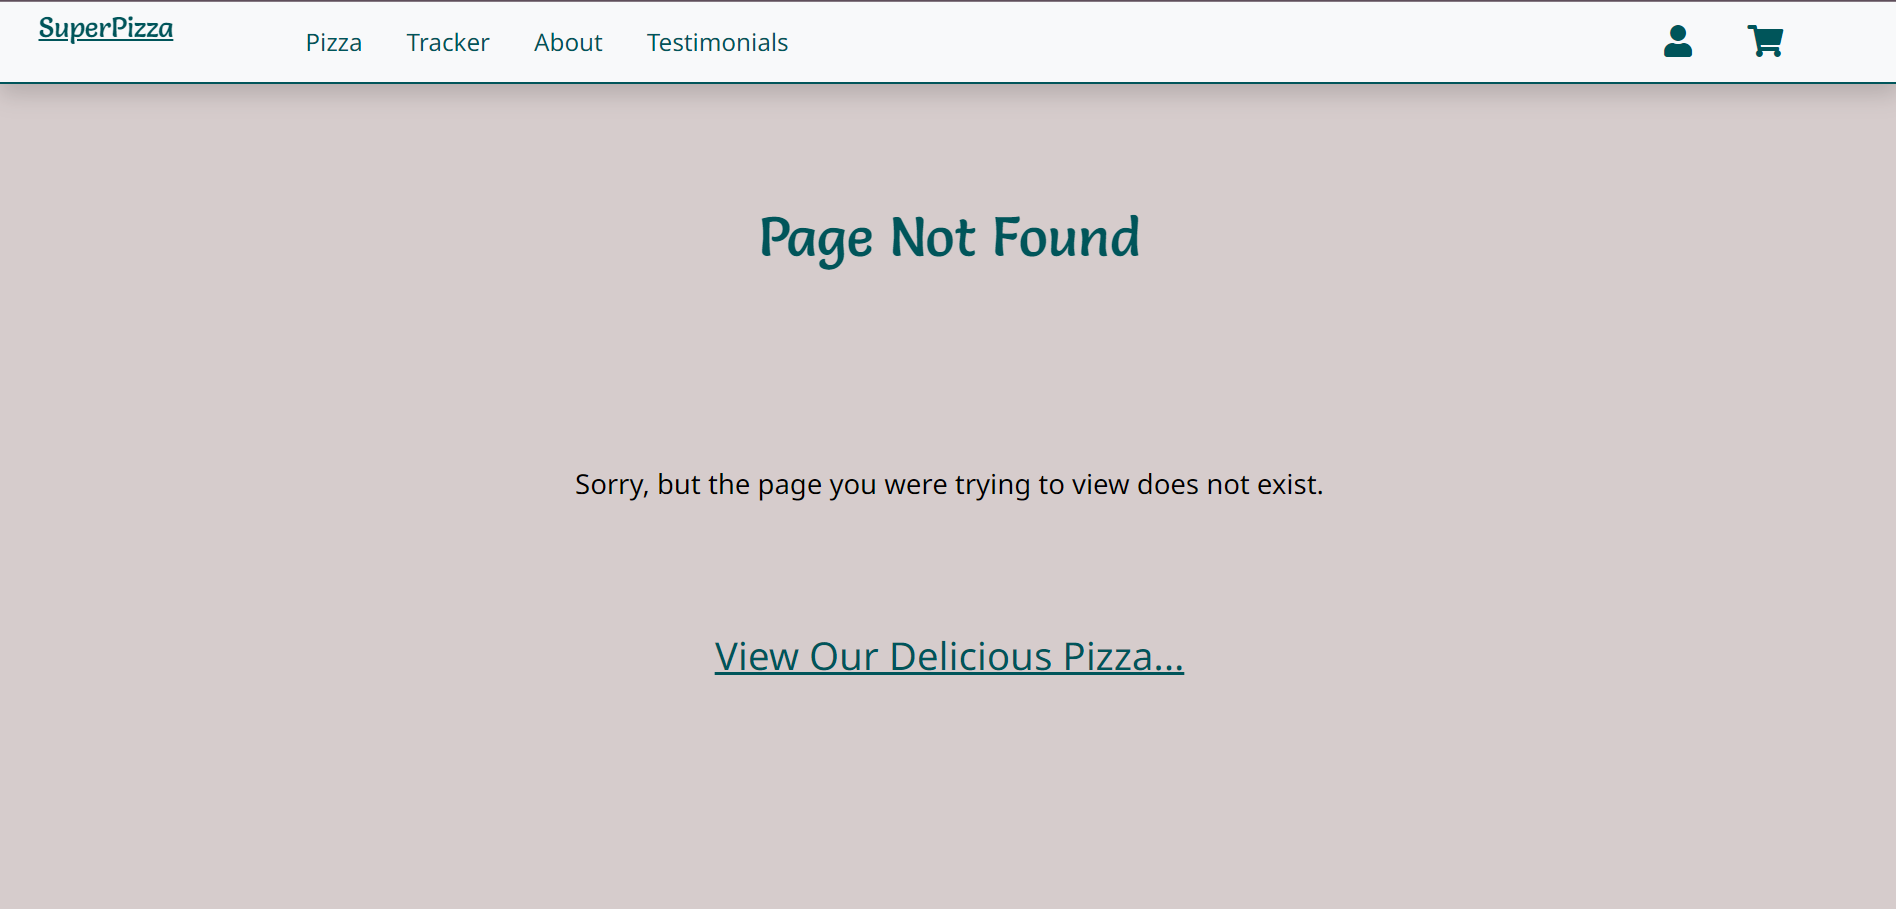 SuperPizza
Pizza Tracker About Testimonials
Page Not Found
Sorry, but the page you were trying to view does not exist.
View Our Delicious Pizza...